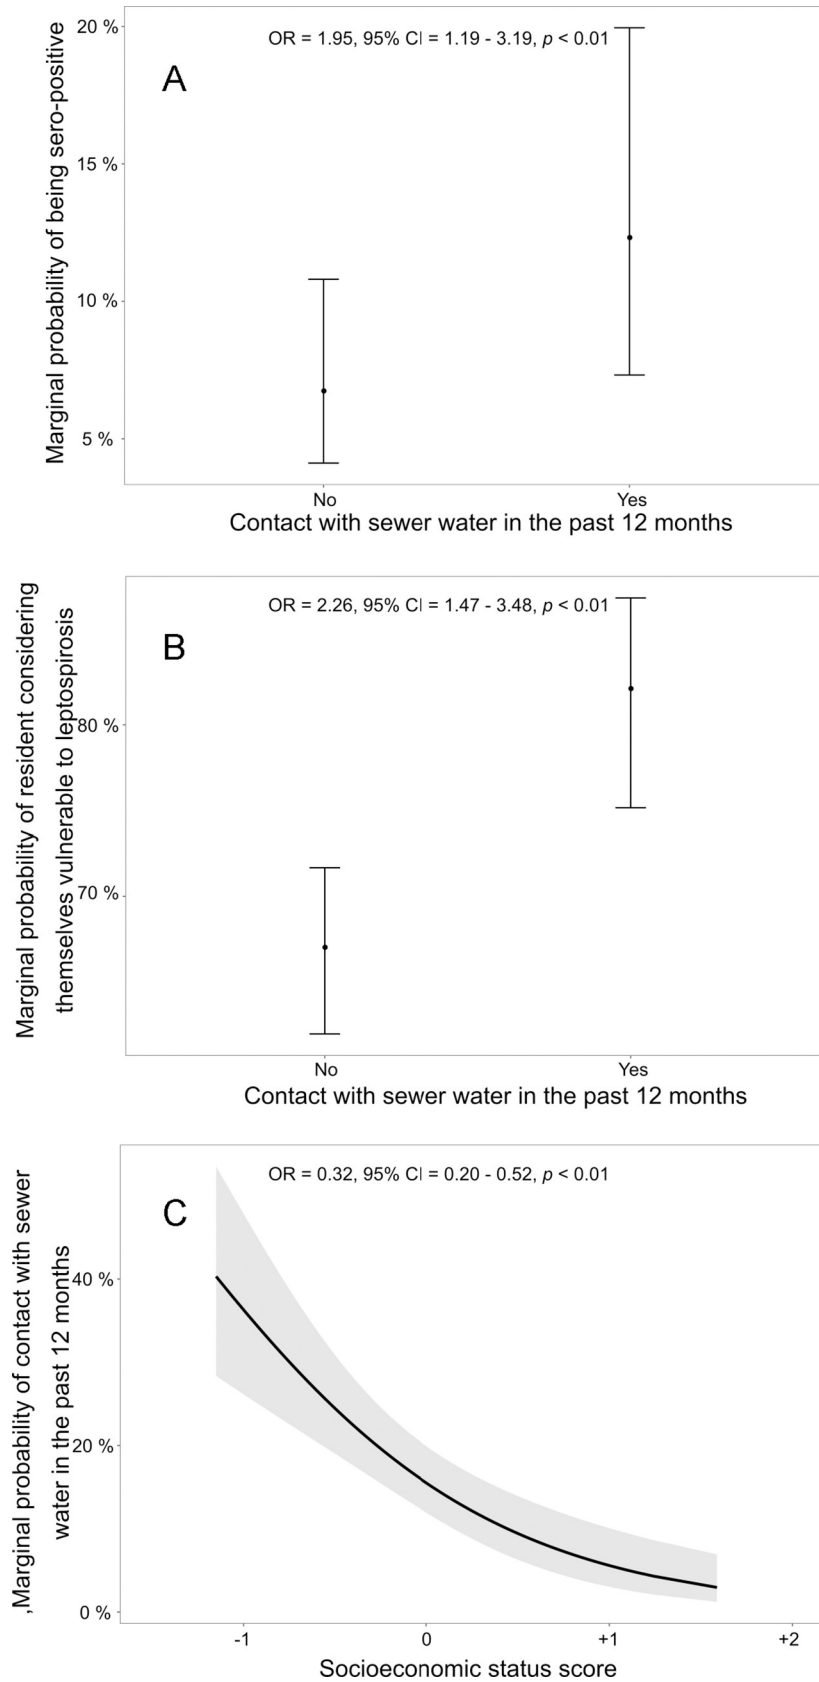 OR = 1.95, 95% CI = 1.19 - 3.19, p < 0.01
A
Marginal probability of being sero-positive
20 %
15 %
10 %
5 %
No
Yes
Contact with sewer water in the past 12 months
OR = 2.26, 95% CI = 1.47 - 3.48, p < 0.01
B
Marginal probability of resident considering
themselves vulnerable to leptospirosis
80 %
70 %
No
Yes
Contact with sewer water in the past 12 months
OR = 0.32, 95% CI = 0.20 - 0.52, p < 0.01
C
,Marginal probability of contact with sewer
water in the past 12 months
40 %
20 %
0 %
-1
0
+1
+2
Socioeconomic status score